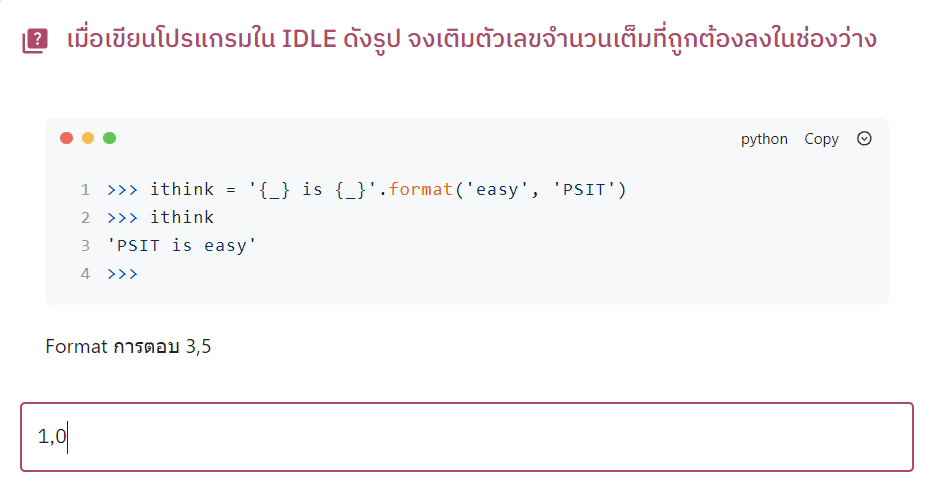 เมื่อเขียนโปรแกรมใน IDLE ดังรูป จงเติมตัวเลขจำนวนเต็มที่ถูกต้องลงในช่องว่าง
python Copy
1 >>> ithink = '{_} is {_}'.format('easy', 'PSIT')
2 >>> ithink
3 'PSIT is easy'
4 >>>
Format การตอบ 3,5
1,0